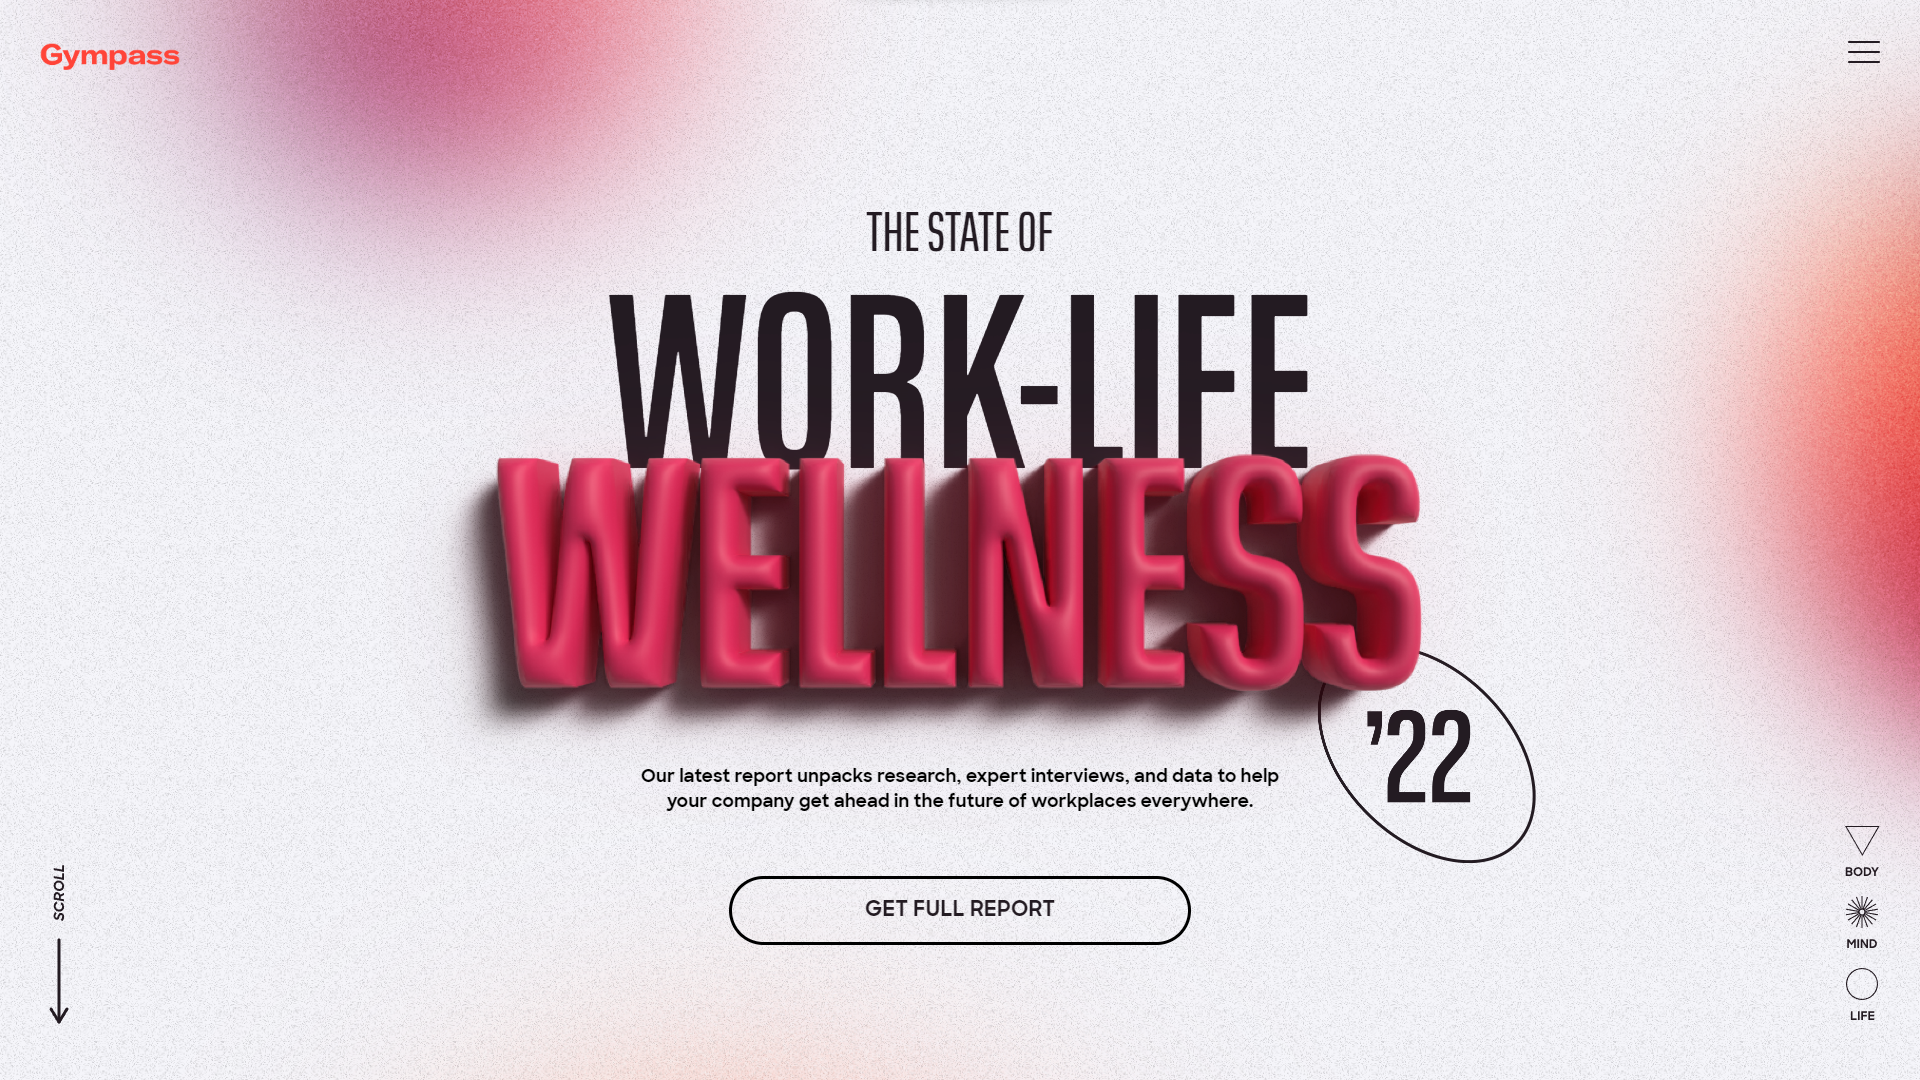 Gympass
THE STATE OF
WORK-LIFE
WELLNESS
’22
Our latest report unpacks research, expert interviews, and data to help
your company get ahead in the future of workplaces everywhere.
GET FULL REPORT
SCROLL
BODY
MIND
LIFE